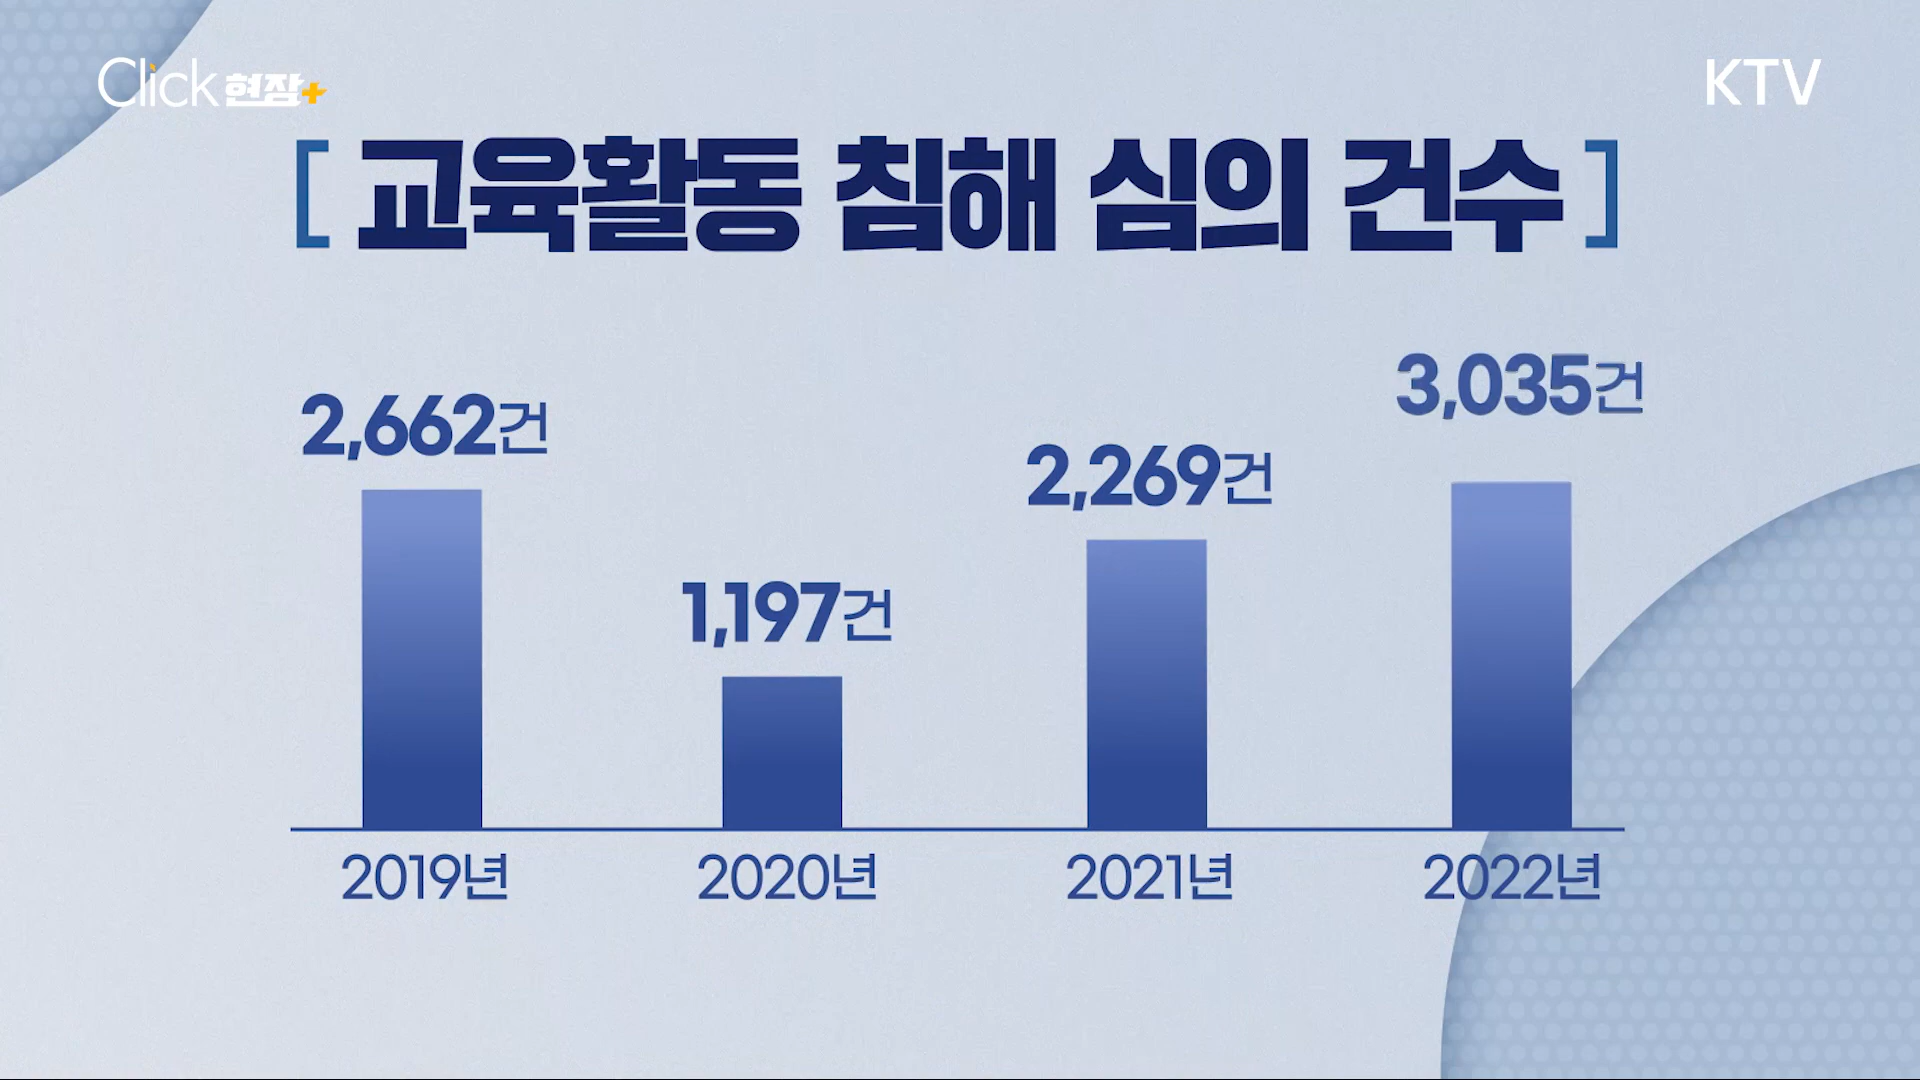 Click 현장+
KTV
[ 교육활동 침해 심의 건수 ]
2,662건
1,197건
2,269건
3,035건
2019년
2020년
2021년
2022년